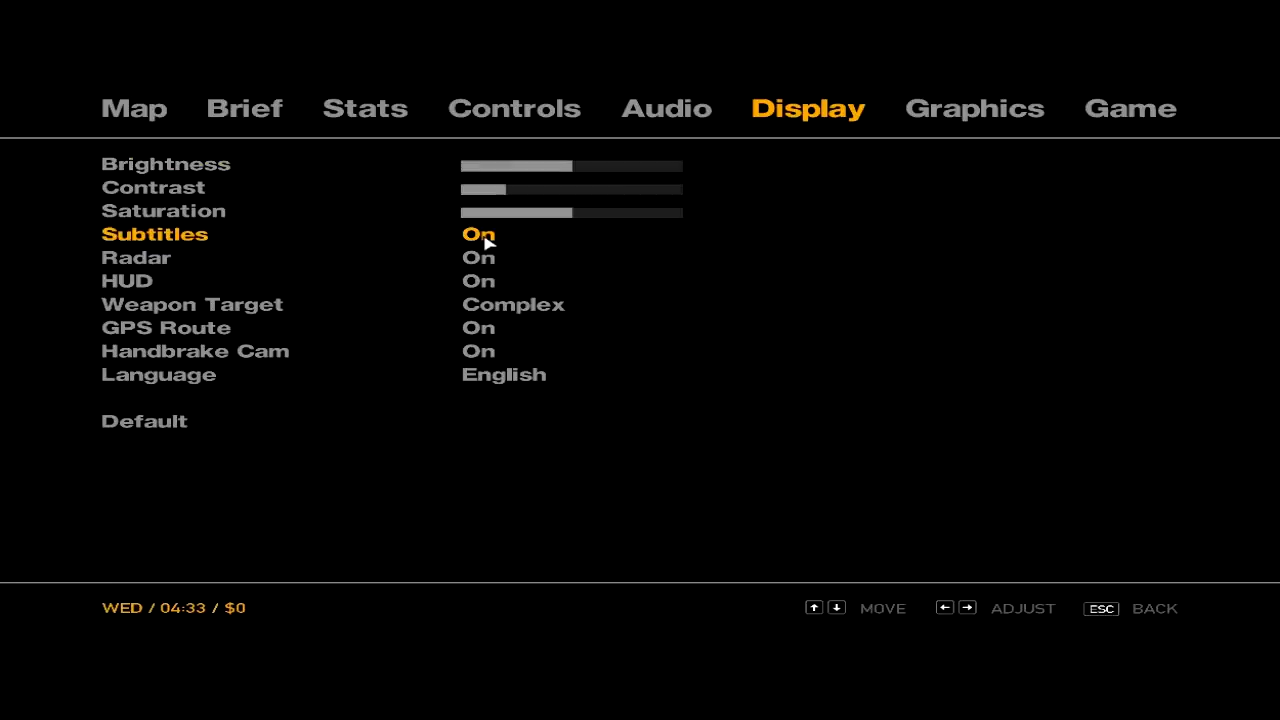 Map Brief Stats Controls Audio Display Graphics Game
Brightness
Contrast
Saturation
Subtitles On
Radar On
HUD On
Weapon Target Complex
GPS Route On
Handbrake Cam On
Language English
Default
WED / 04:33 / $0 ↑ ↓ MOVE ← → ADJUST ESC BACK